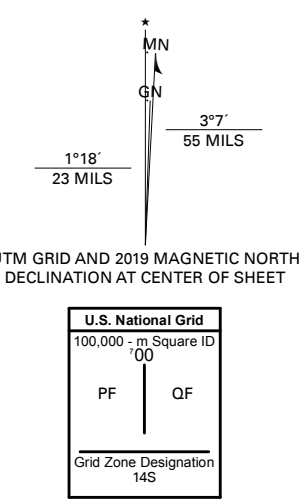 ★
MN
GN
3°7´
55 MILS
1°18´
23 MILS
UTM GRID AND 2019 MAGNETIC NORTH
DECLINATION AT CENTER OF SHEET
U.S. National Grid
100,000 - m Square ID
⁷00
PF QF
Grid Zone Designation
14S